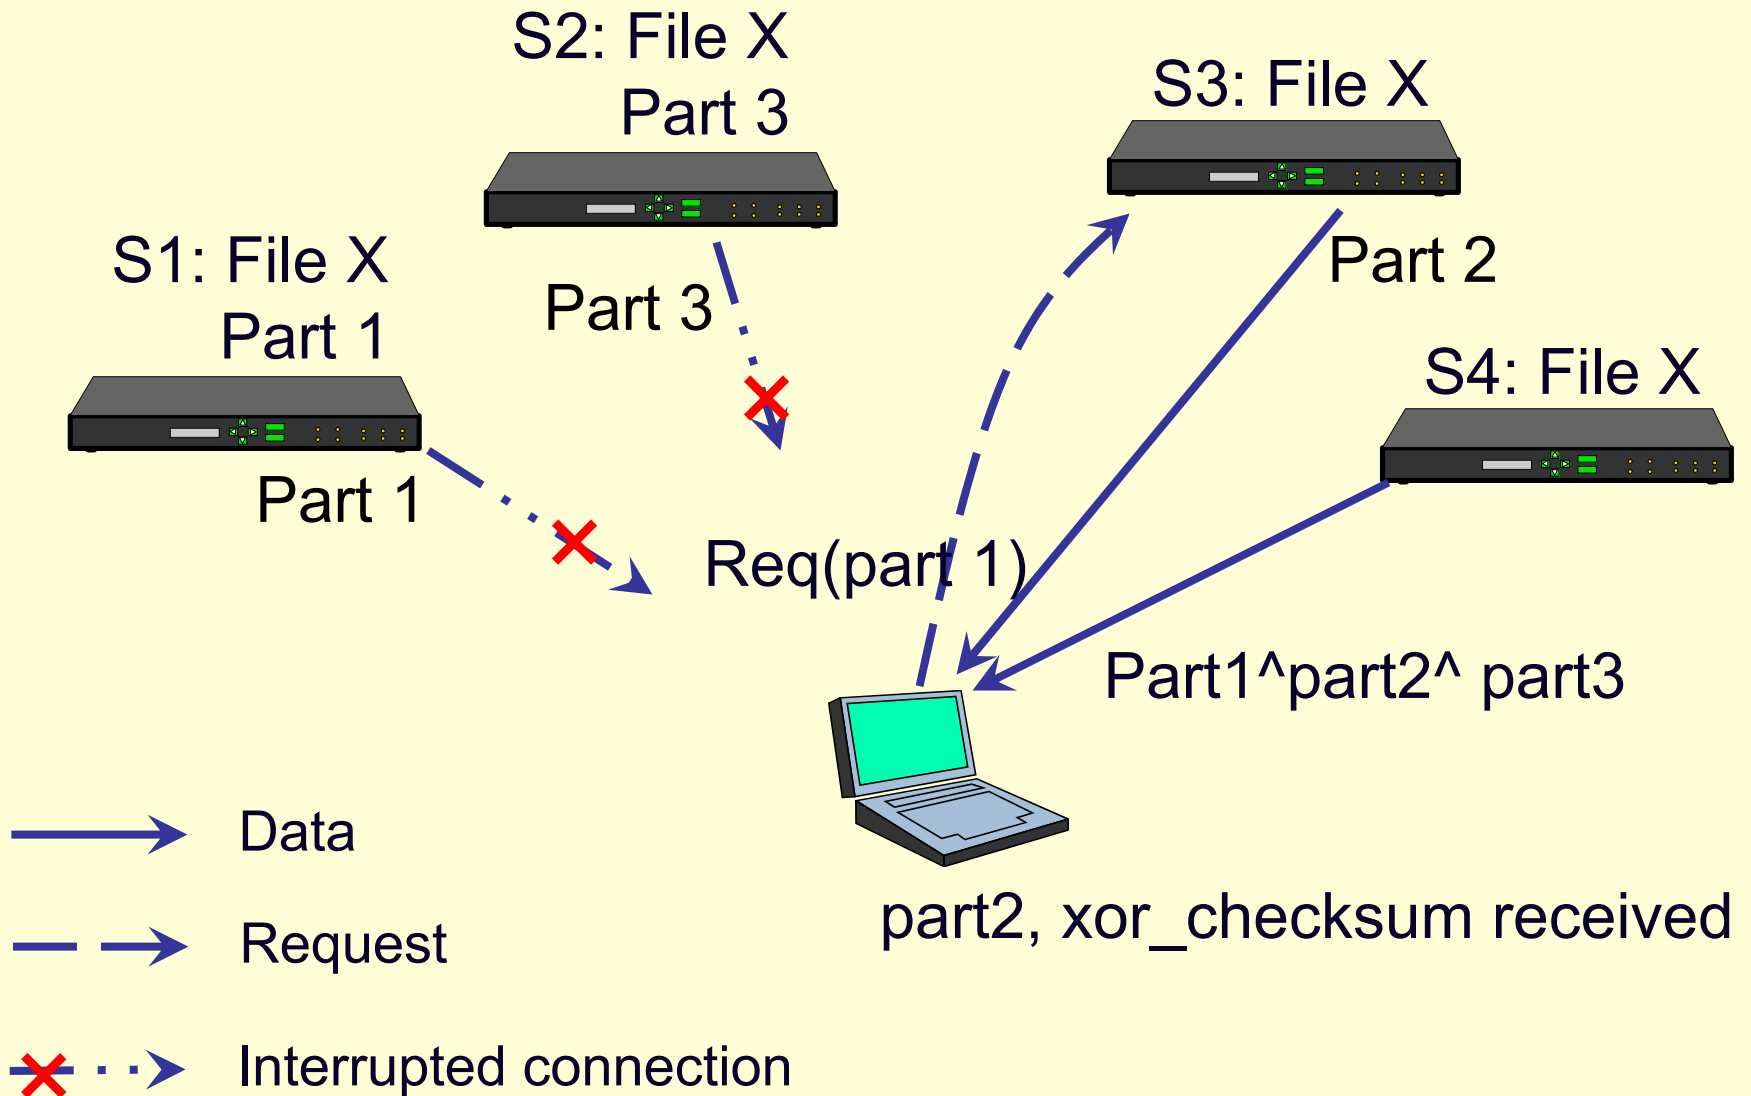 S2: File X
Part 3
S3: File X
S1: File X
Part 1
Part 3
Part 2
S4: File X
Part 1
Req(part 1)
Part1^part2^ part3
Data
part2, xor_checksum received
Request
Interrupted connection